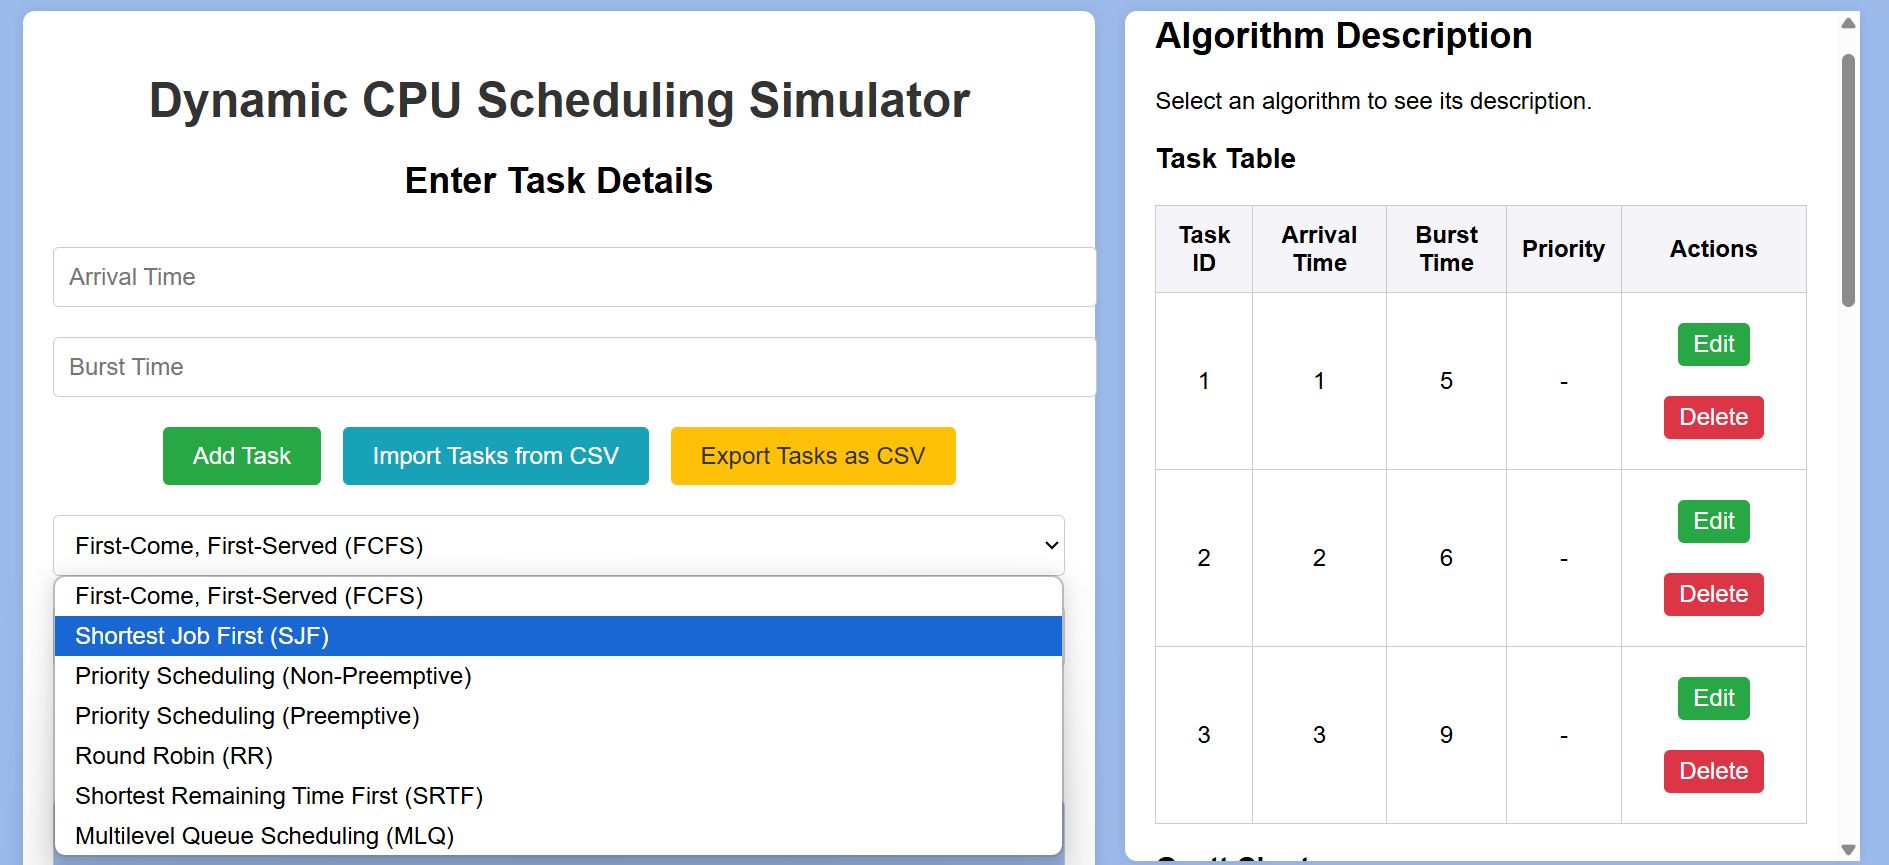 Dynamic CPU Scheduling Simulator
Enter Task Details
Arrival Time
Burst Time
Add Task
Import Tasks from CSV
Export Tasks as CSV
First-Come, First-Served (FCFS)
First-Come, First-Served (FCFS)
Shortest Job First (SJF)
Priority Scheduling (Non-Preemptive)
Priority Scheduling (Preemptive)
Round Robin (RR)
Shortest Remaining Time First (SRTF)
Multilevel Queue Scheduling (MLQ)
Algorithm Description
Select an algorithm to see its description.
Task Table
Task ID Arrival Time Burst Time Priority Actions
1 1 5 - Edit Delete
2 2 6 - Edit Delete
3 3 9 - Edit Delete